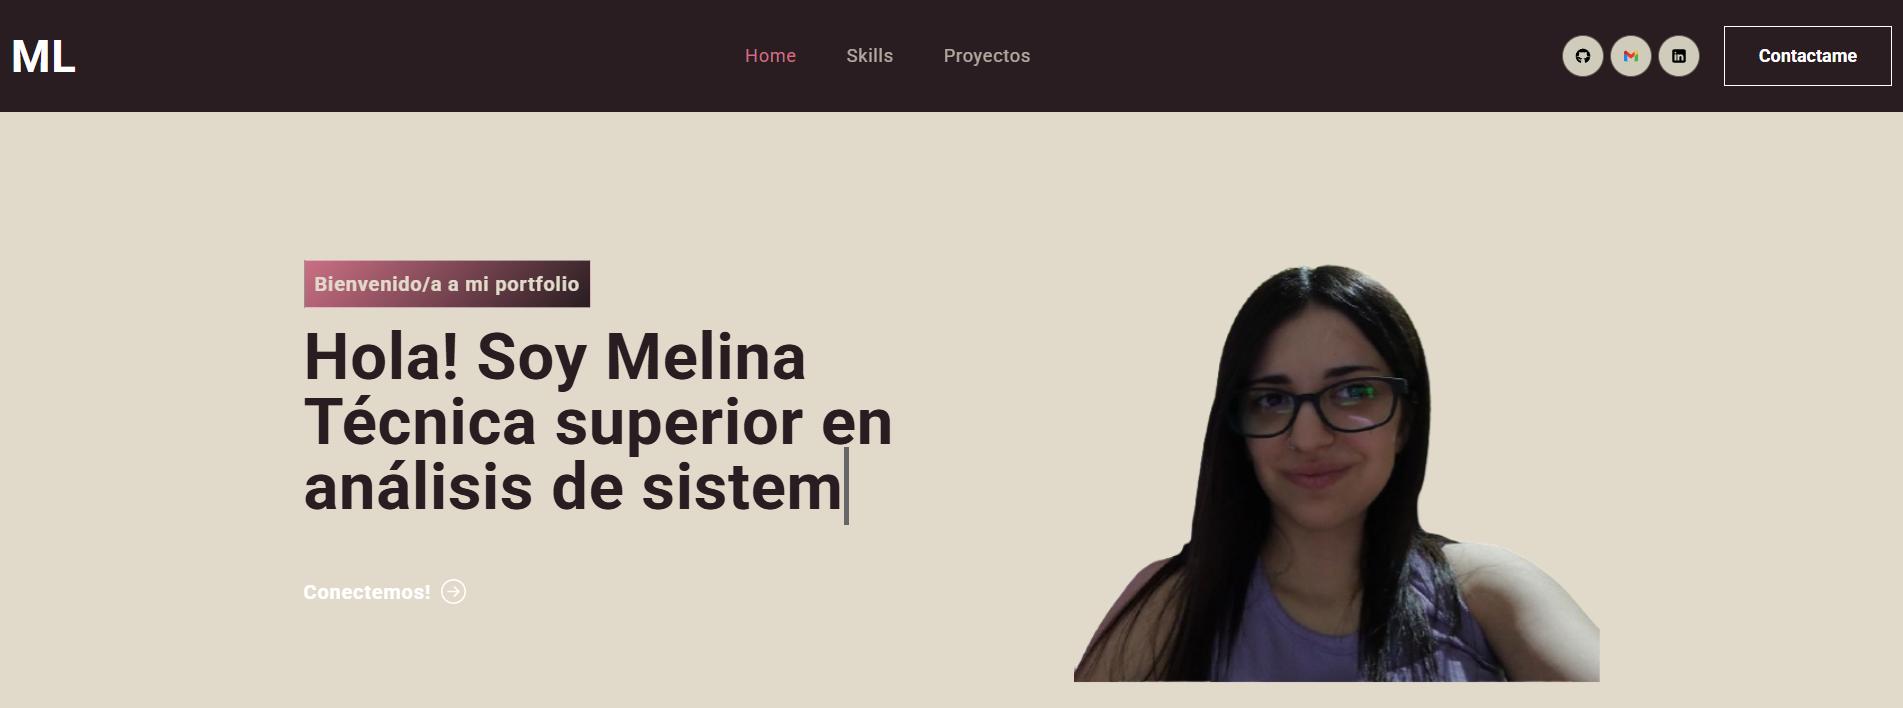 ML
Home
Skills
Proyectos
Contactame
Bienvenido/a a mi portfolio
Hola! Soy Melina
Técnica superior en
análisis de sistem
Conectemos!